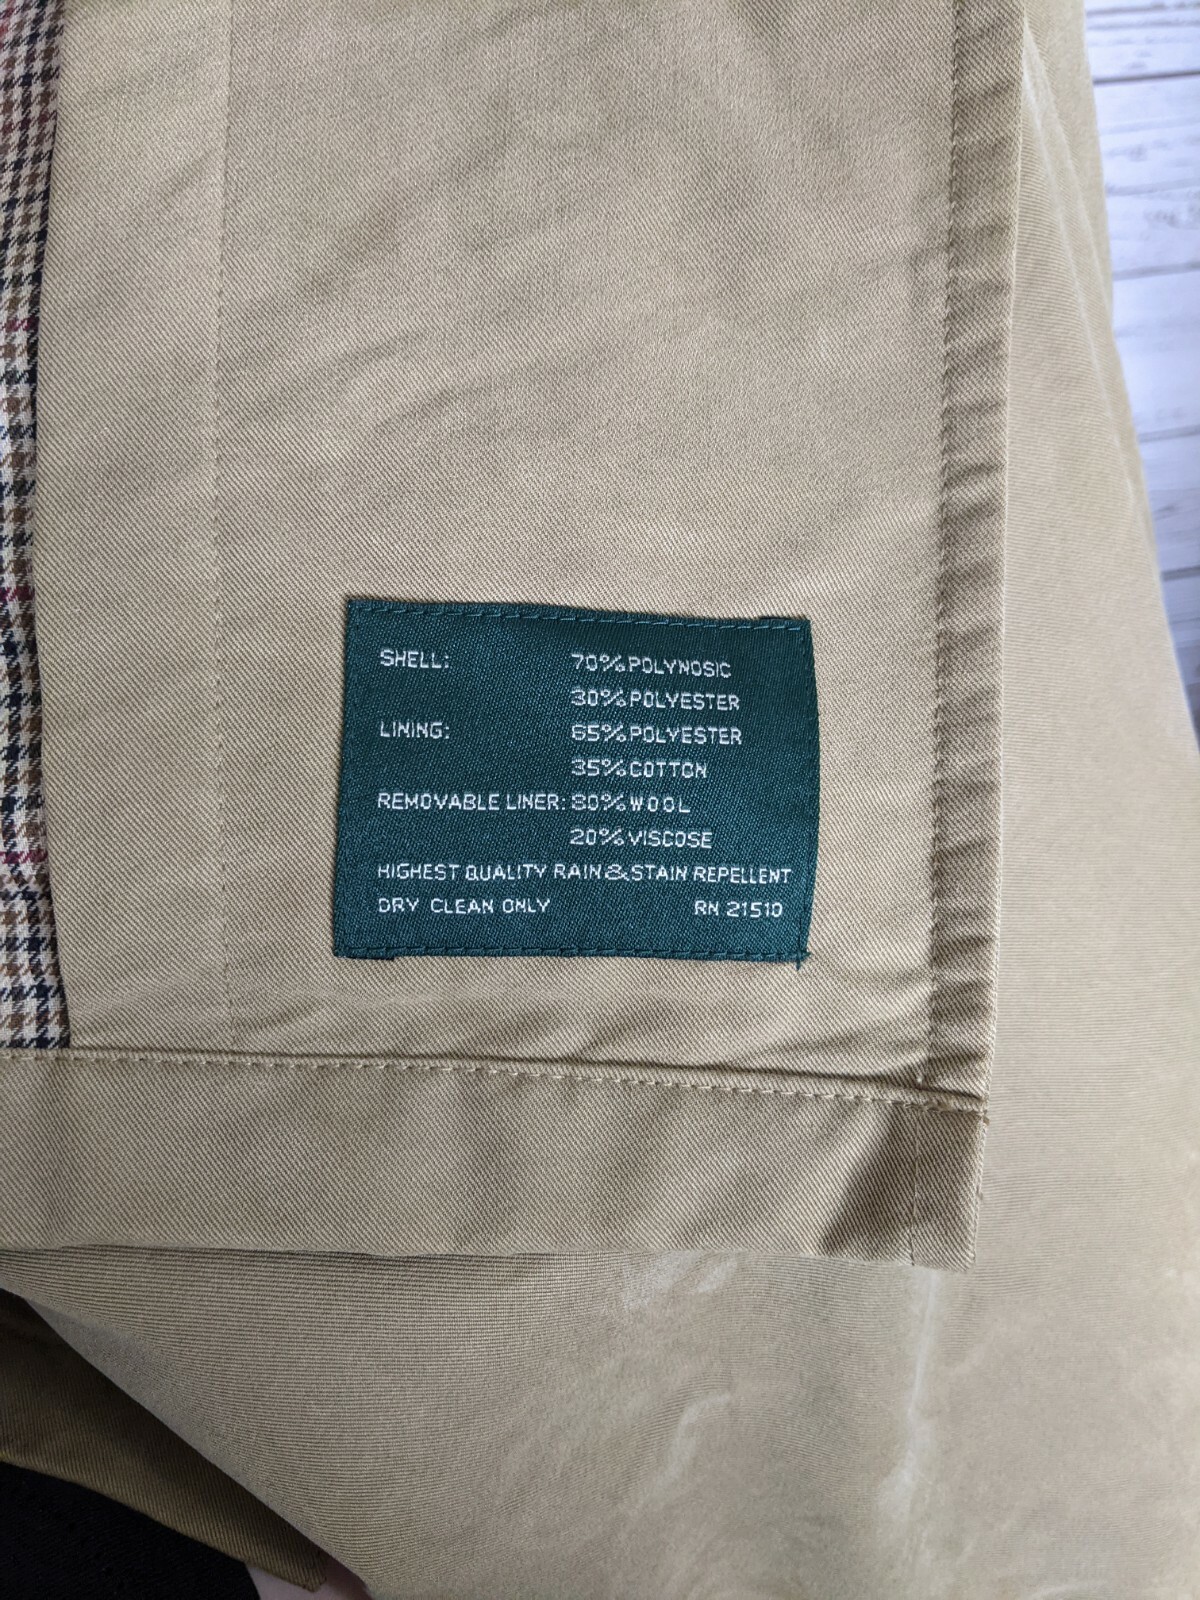 SHELL: 70% POLYNOSIC
30% POLYESTER
LINING: 65% POLYESTER
35% COTTON
REMOVABLE LINER: 80% WOOL
20% VISCOSE
HIGHEST QUALITY RAIN & STAIN REPELLENT
DRY CLEAN ONLY RN 21510